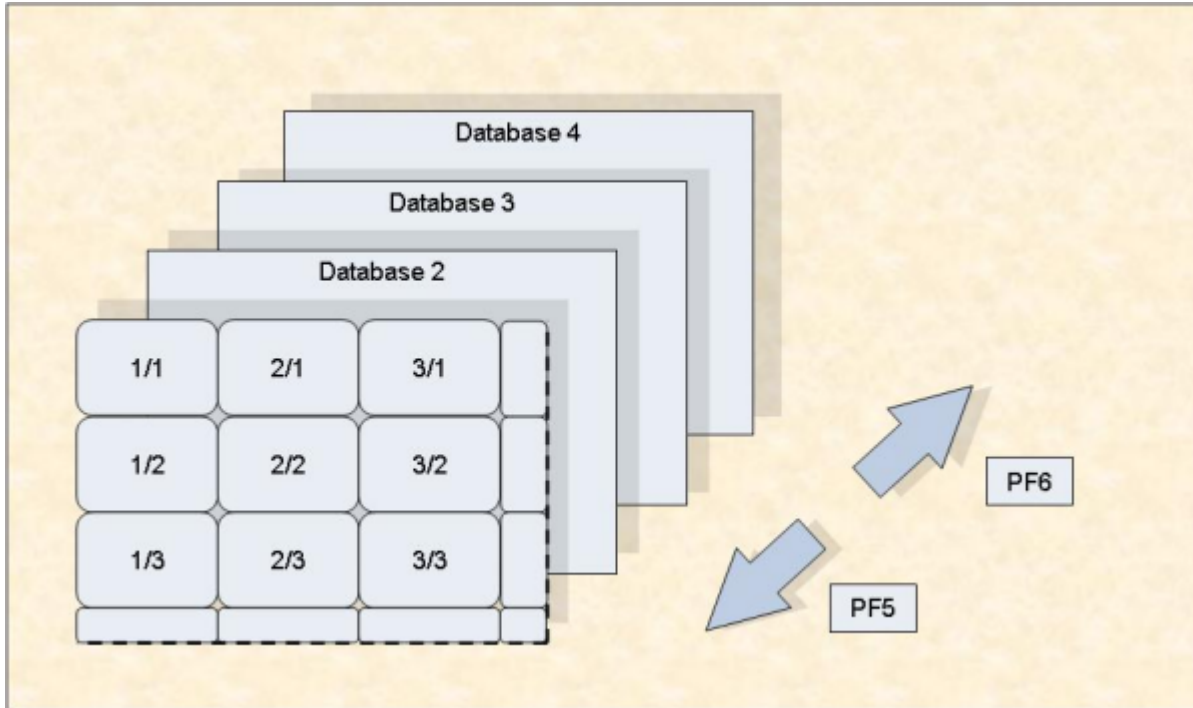 Database 4
Database 3
Database 2
1/1 2/1 3/1
1/2 2/2 3/2
1/3 2/3 3/3
PF6
PF5